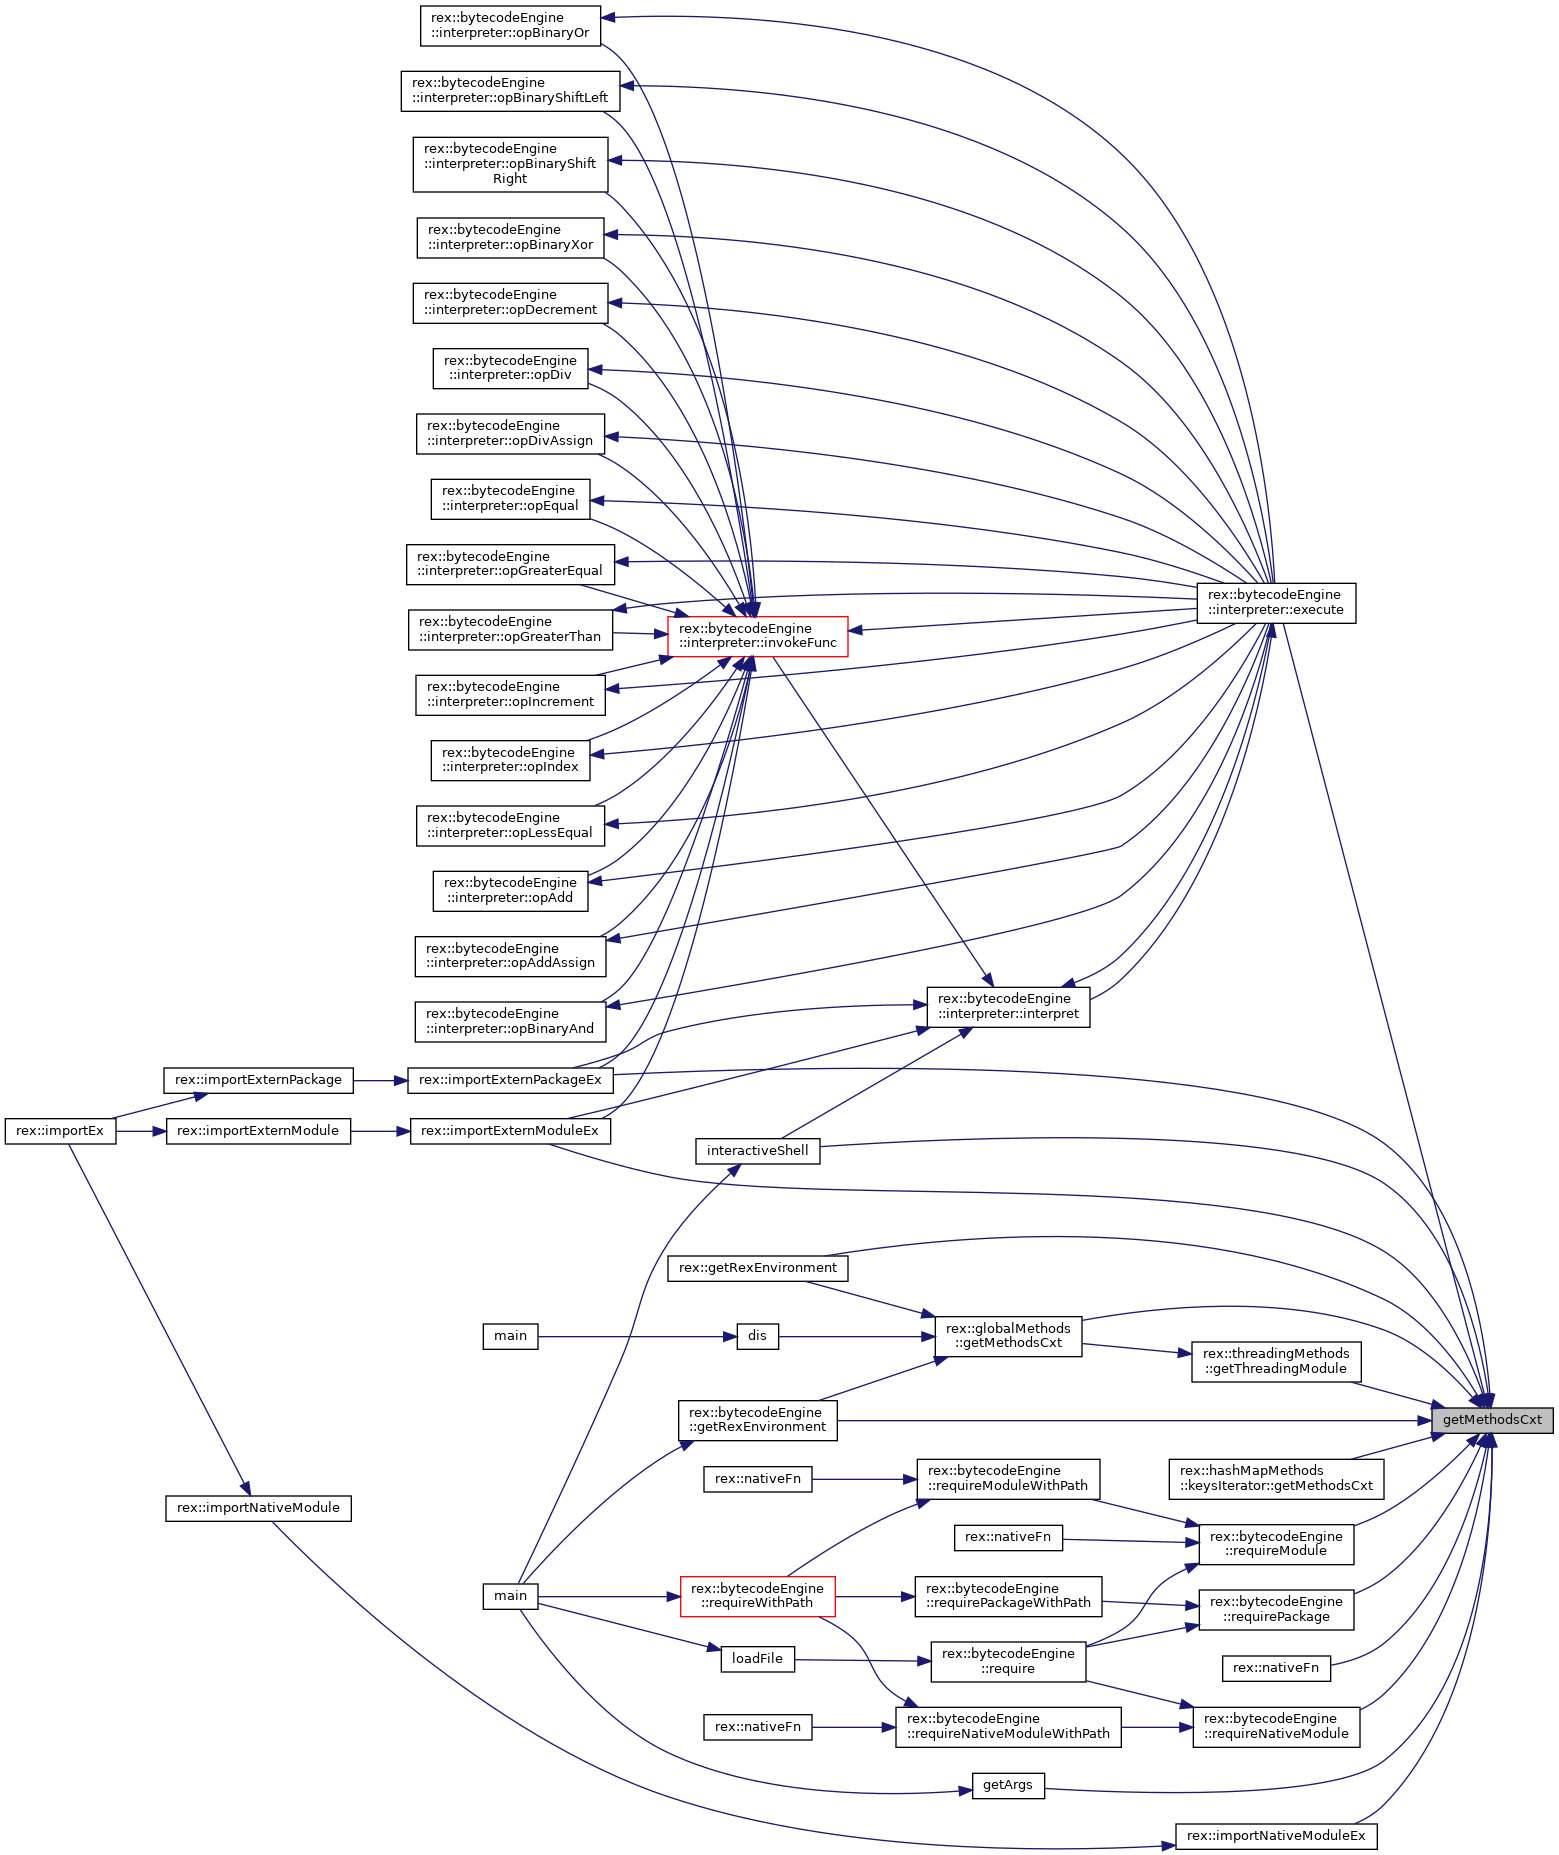 rex::bytecodeEngine
::interpreter::opBinaryOr
rex::bytecodeEngine
::interpreter::opBinaryShiftLeft
rex::bytecodeEngine
::interpreter::opBinaryShift
Right
rex::bytecodeEngine
::interpreter::opBinaryXor
rex::bytecodeEngine
::interpreter::opDecrement
rex::bytecodeEngine
::interpreter::opDiv
rex::bytecodeEngine
::interpreter::opDivAssign
rex::bytecodeEngine
::interpreter::opEqual
rex::bytecodeEngine
::interpreter::opGreaterEqual
rex::bytecodeEngine
::interpreter::execute
rex::bytecodeEngine
::interpreter::opGreaterThan
rex::bytecodeEngine
::interpreter::invokeFunc
rex::bytecodeEngine
::interpreter::opIncrement
rex::bytecodeEngine
::interpreter::opIndex
rex::bytecodeEngine
::interpreter::opLessEqual
rex::bytecodeEngine
::interpreter::opAdd
rex::bytecodeEngine
::interpreter::opAddAssign
rex::bytecodeEngine
::interpreter::interpret
rex::bytecodeEngine
::interpreter::opBinaryAnd
rex::importExternPackage
rex::importExternPackageEx
rex::importEx
rex::importExternModule
rex::importExternModuleEx
interactiveShell
rex::getRexEnvironment
main
dis
rex::globalMethods
::getMethodsCxt
rex::threadingMethods
::getThreadingModule
rex::bytecodeEngine
::getRexEnvironment
getMethodsCxt
rex::nativeFn
rex::bytecodeEngine
::requireModuleWithPath
rex::hashMapMethods
::keysIterator::getMethodsCxt
rex::importNativeModule
rex::nativeFn
rex::bytecodeEngine
::requireModule
main
rex::bytecodeEngine
::requireWithPath
rex::bytecodeEngine
::requirePackageWithPath
rex::bytecodeEngine
::requirePackage
loadFile
rex::bytecodeEngine
::require
rex::nativeFn
rex::nativeFn
rex::bytecodeEngine
::requireNativeModuleWithPath
rex::bytecodeEngine
::requireNativeModule
getArgs
rex::importNativeModuleEx